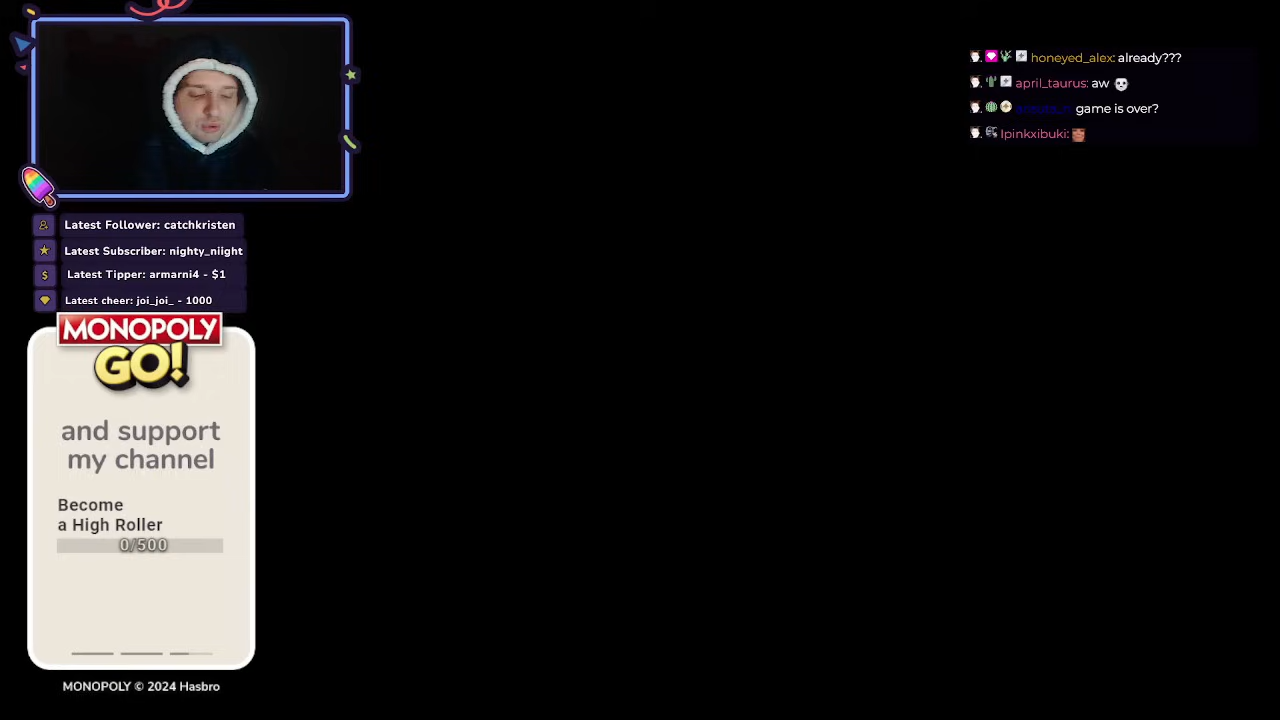 honeyed_alex: already???
april_taurus: aw
game is over?
lpinkxibuki:
Latest Follower: catchkristen
Latest Subscriber: nighty_niight
Latest Tipper: armarni4 - $1
Latest cheer: joi_joi_ - 1000
MONOPOLY
GO!
and support
my channel
Become
a High Roller
0/500
MONOPOLY © 2024 Hasbro